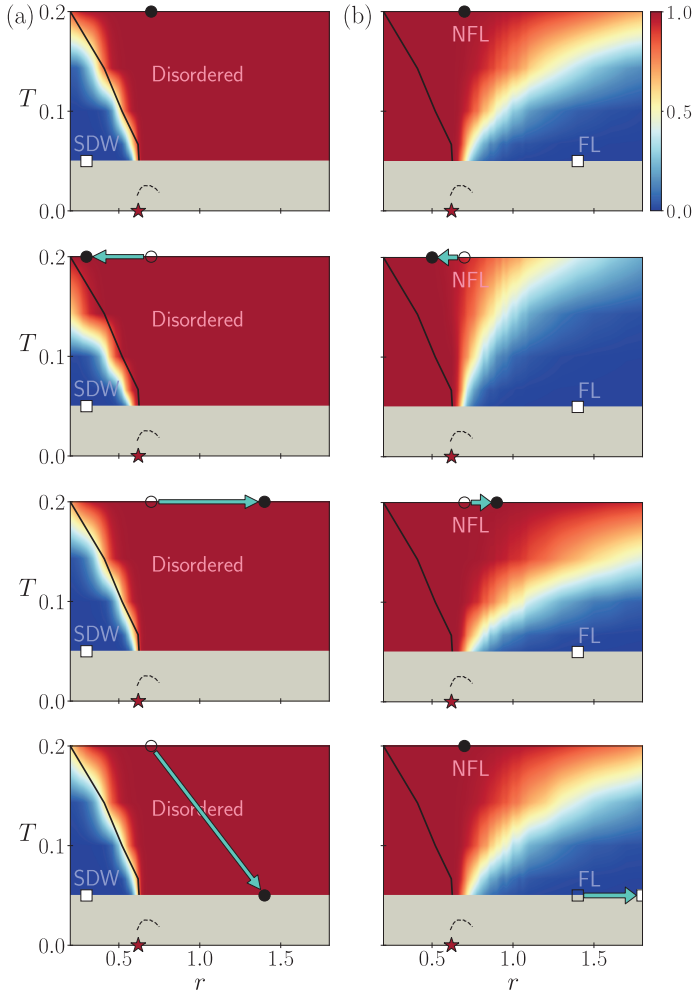 (a) (b)
0.2 1.0
NFL
Disordered
T 0.1 0.5
SDW FL
0.0 0.0
0.2
NFL
Disordered
T 0.1
SDW FL
0.0
0.2
NFL
Disordered
T 0.1
SDW FL
0.0
0.2
NFL
Disordered
T 0.1
SDW FL
0.0
0.5 1.0 1.5 0.5 1.0 1.5
r r